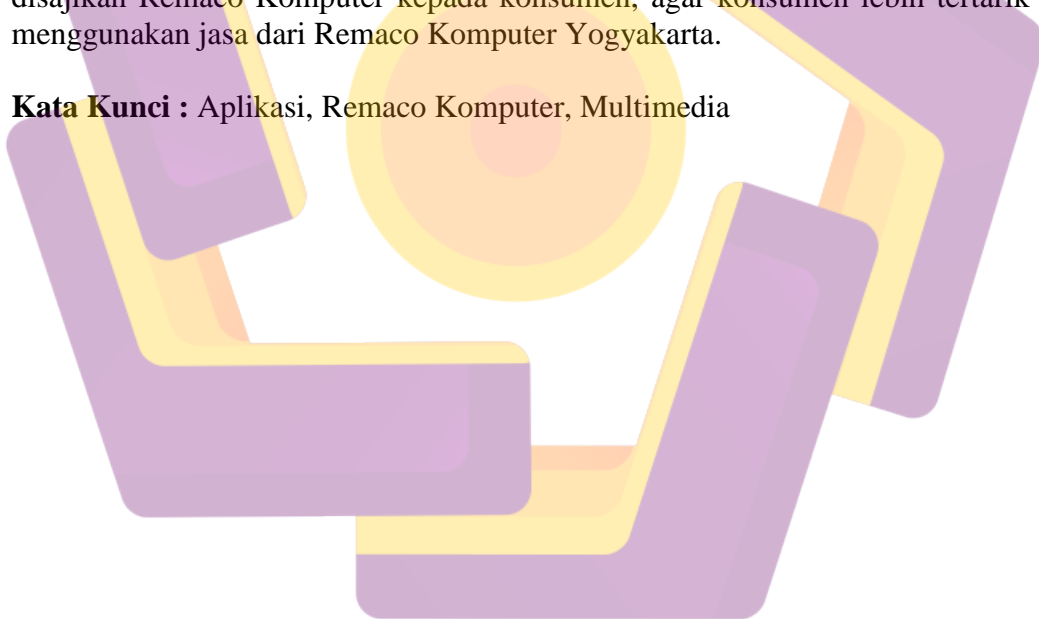 disajikan Remaco Komputer kepada konsumen, agar konsumen lebih tertarik
menggunakan jasa dari Remaco Komputer Yogyakarta.
Kata Kunci : Aplikasi, Remaco Komputer, Multimedia